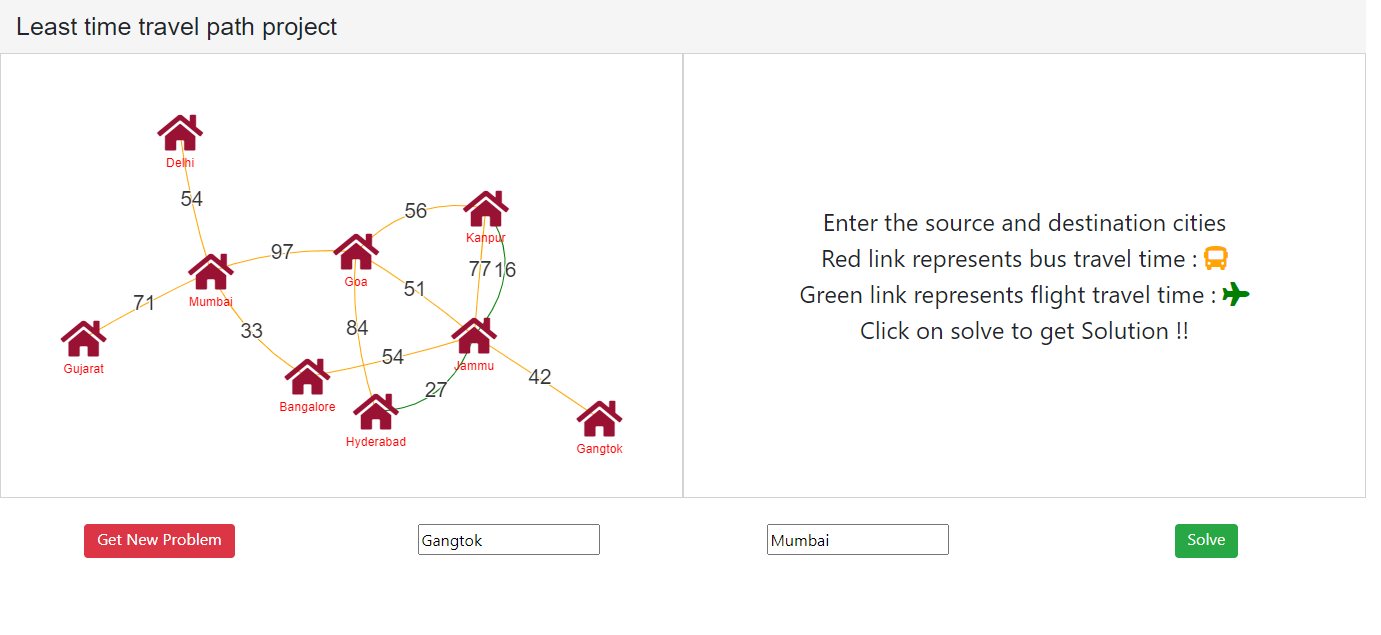 Least time travel path project
Delhi
54
56
Kanpur
97
Goa
77
16
51
Mumbai
71
33
84
54
Jammu
Gujarat
42
27
Bangalore
Hyderabad
Gangtok
Enter the source and destination cities
Red link represents bus travel time :
Green link represents flight travel time :
Click on solve to get Solution !!
Get New Problem
Gangtok
Mumbai
Solve